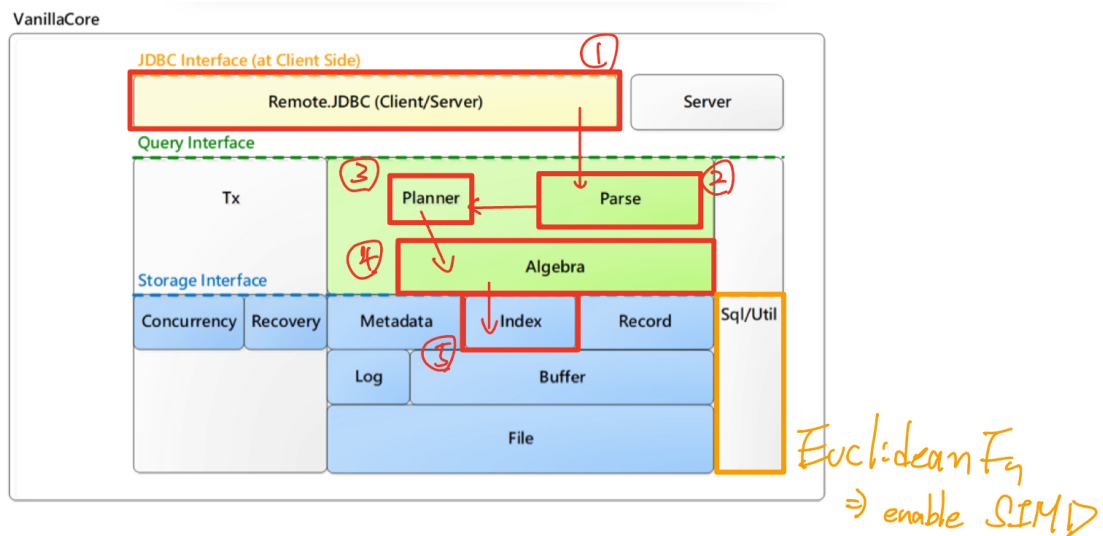 VanillaCore
JDBC Interface (at Client Side)
①
Remote.JDBC (Client/Server)
Server
Query Interface
③
②
Tx
Planner
Parse
④
Algebra
Storage Interface
Concurrency
Recovery
Metadata
Index
Record
Sql/Util
⑤
Log
Buffer
File
EuclideanFn
⇒ enable SIMD